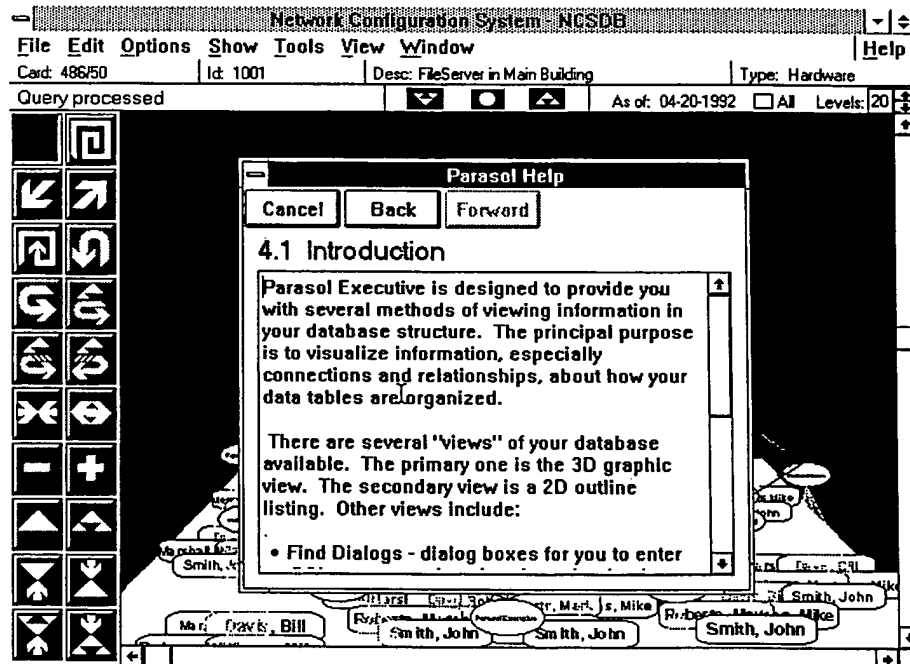 Network Configuration System - NCSDB
File Edit Options Show Tools View Window Help
Card: 486/50 Id: 1001 Desc: FileServer in Main Building Type: Hardware
Query processed As of: 04-20-1992 All Levels: 20
Parasol Help
Cancel Back Forward
4.1 Introduction
Parasol Executive is designed to provide you
with several methods of viewing information in
your database structure. The principal purpose
is to visualize information, especially
connections and relationships, about how your
data tables are organized.
There are several "views" of your database
available. The primary one is the 3D graphic
view. The secondary view is a 2D outline
listing. Other views include:
• Find Dialogs - dialog boxes for you to enter
Smith, John
Mike
Davis, Bill
Smith, John
Smith, John
Smith, John